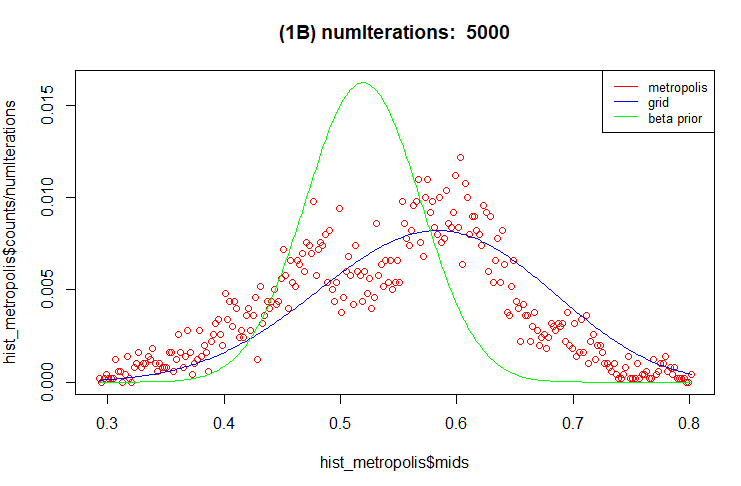 (1B) numIterations:  5000
hist_metropolis$counts/numIterations
0.015
0.010
0.005
0.000
metropolis
grid
beta prior
0.3 0.4 0.5 0.6 0.7 0.8
hist_metropolis$mids